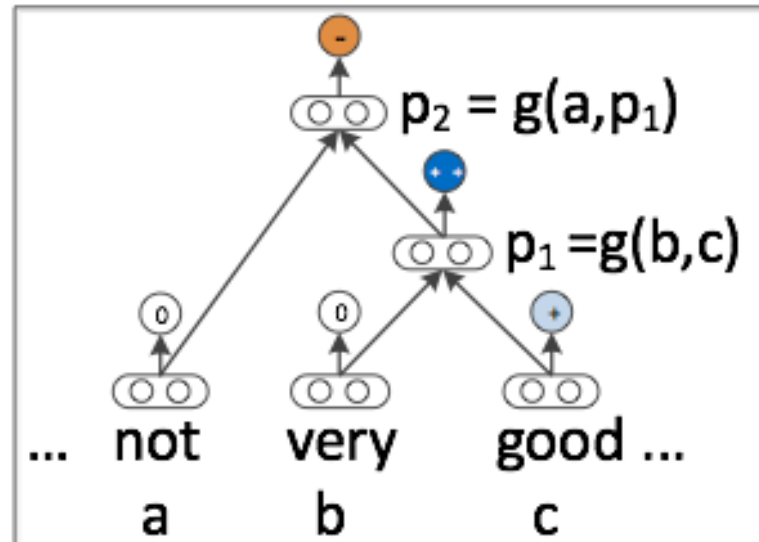 -
p₂ = g(a,p₁)
+ +
p₁ =g(b,c)
0 0 +
... not very good ...
a b c